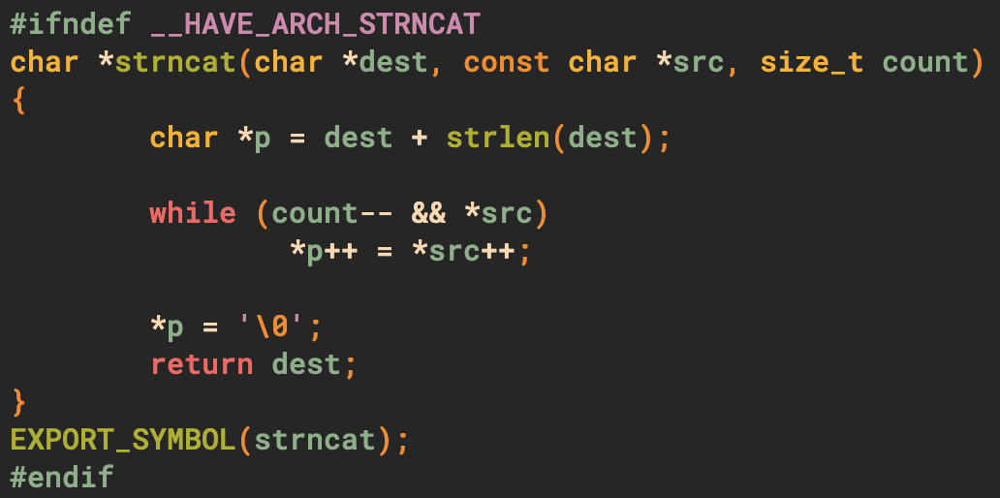 #ifndef __HAVE_ARCH_STRNCAT
char *strncat(char *dest, const char *src, size_t count)
{
        char *p = dest + strlen(dest);

        while (count-- && *src)
                *p++ = *src++;

        *p = '\0';
        return dest;
}
EXPORT_SYMBOL(strncat);
#endif